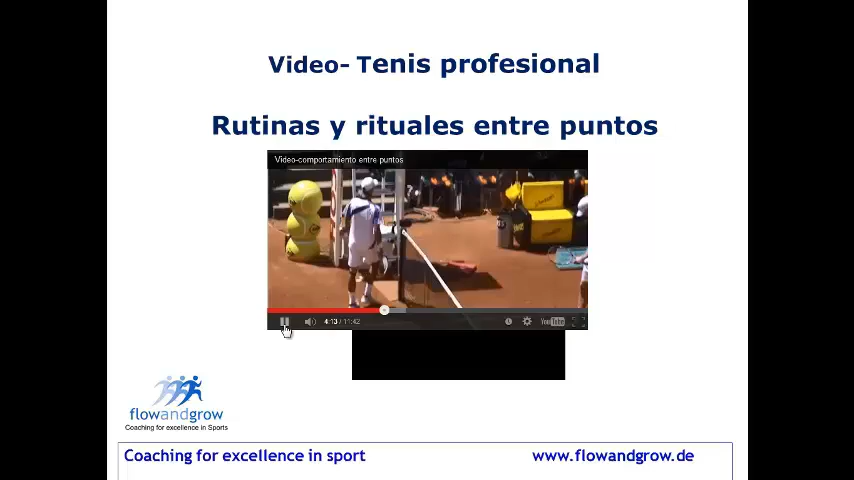 Video- Tenis profesional
Rutinas y rituales entre puntos
Video-comportamiento entre puntos
4:13 / 11:42
YouTube
flowandgrow
Coaching for excellence in Sports
Coaching for excellence in sport
www.flowandgrow.de